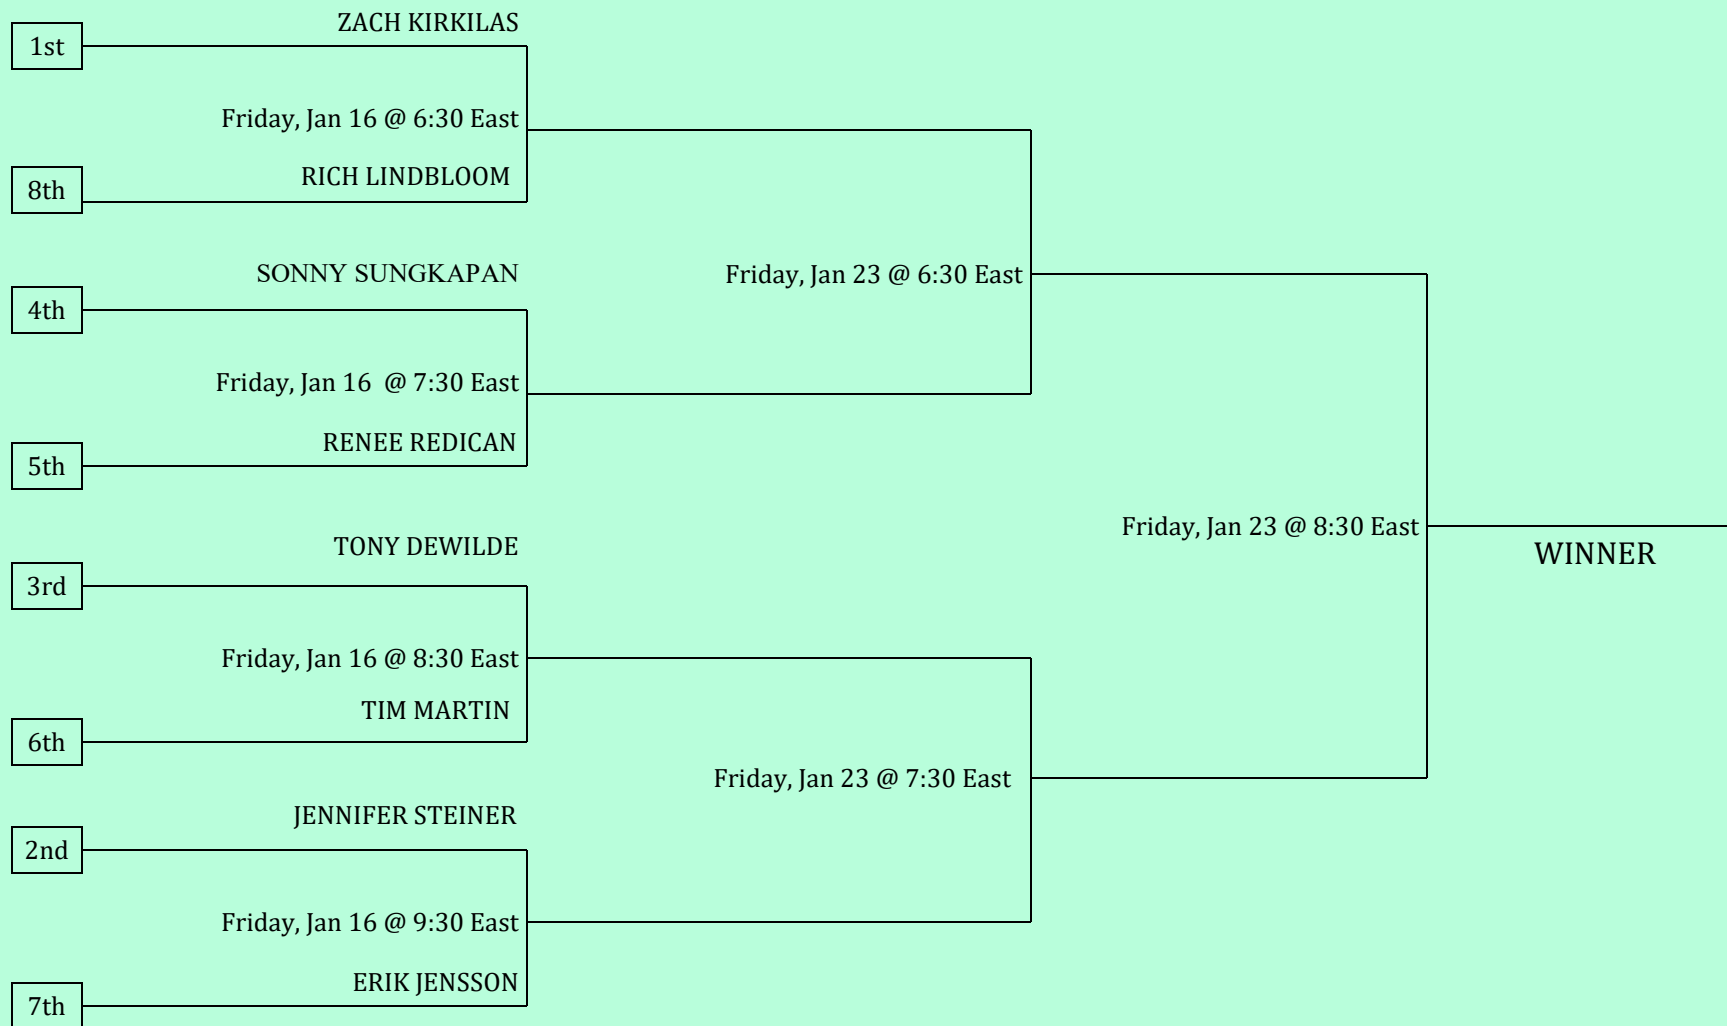 ZACH KIRKILAS
1st
Friday, Jan 16 @ 6:30 East
RICH LINDBLOOM
8th
SONNY SUNGKAPAN
Friday, Jan 23 @ 6:30 East
4th
Friday, Jan 16  @ 7:30 East
RENEE REDICAN
5th
Friday, Jan 23 @ 8:30 East
WINNER
TONY DEWILDE
3rd
Friday, Jan 16 @ 8:30 East
TIM MARTIN
6th
Friday, Jan 23 @ 7:30 East
JENNIFER STEINER
2nd
Friday, Jan 16 @ 9:30 East
ERIK JENSSON
7th